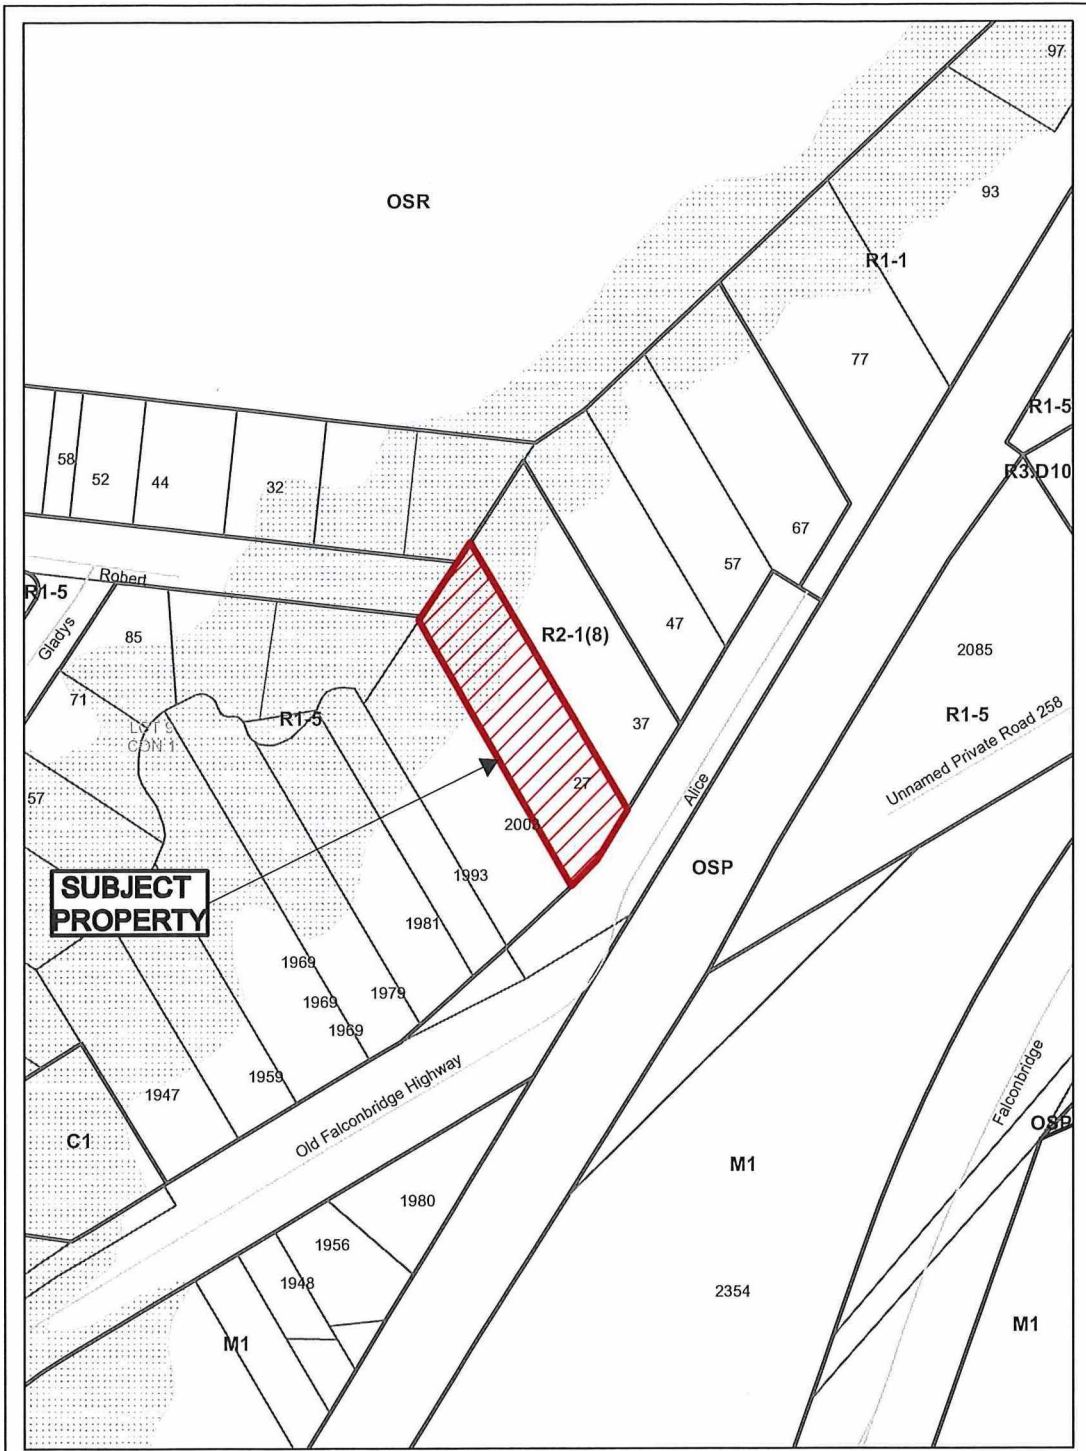 97
OSR
93
R1-1
77
R1-5
R3.D10
58
52
44
32
67
57
Robert
R1-5
Gladys
85
R2-1(8)
47
2085
71
R1-5
LOT 9
CON 1
37
R1-5
Unnamed Private Road 258
57
27
Alice
SUBJECT
PROPERTY
1993
OSP
1981
1969
1969
1979
1969
1959
1947
Old Falconbridge Highway
Falconbridge
C1
OSP
M1
1980
1956
1948
2354
M1
M1